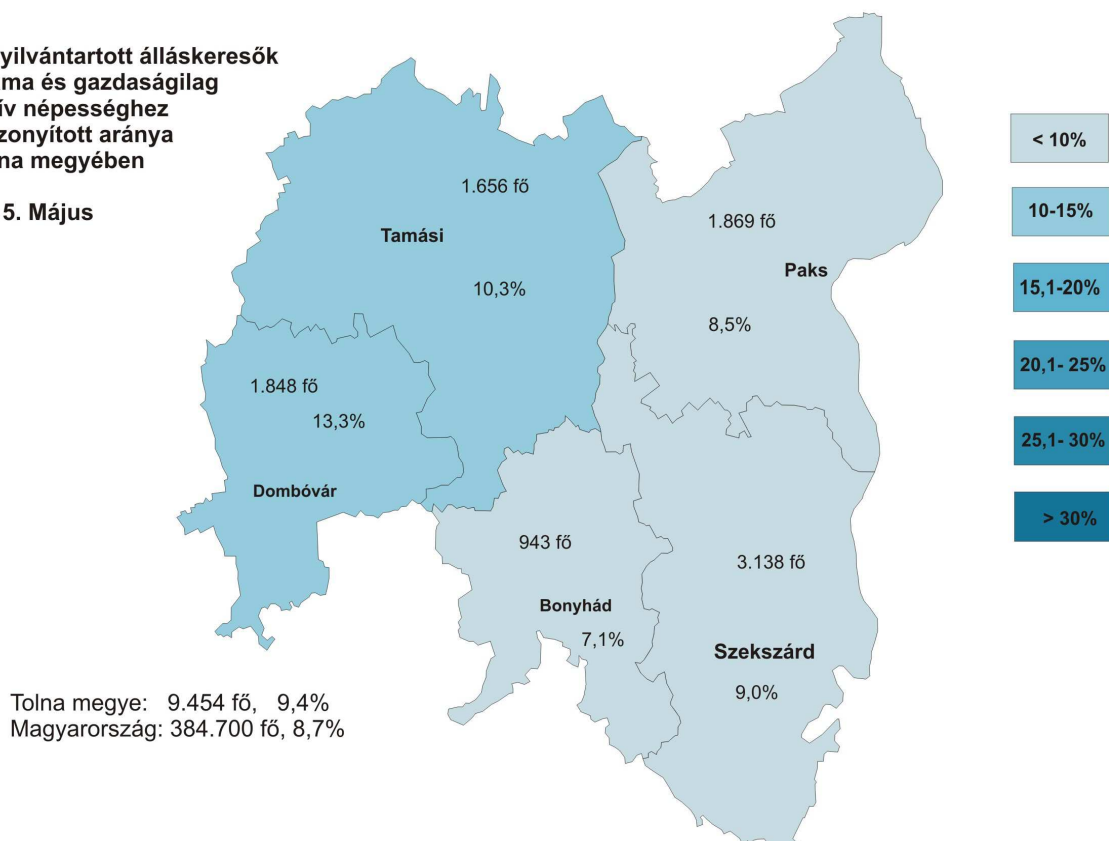 yilvántartott álláskeresők
ma és gazdaságilag
ív népességhez
zonyított aránya
na megyében
5. Május
1.656 fő
Tamási
10,3%
1.869 fő
Paks
8,5%
1.848 fő
13,3%
Dombóvár
943 fő
Bonyhád
7,1%
3.138 fő
Szekszárd
9,0%
< 10%
10-15%
15,1-20%
20,1- 25%
25,1- 30%
> 30%
Tolna megye: 9.454 fő, 9,4%
Magyarország: 384.700 fő, 8,7%